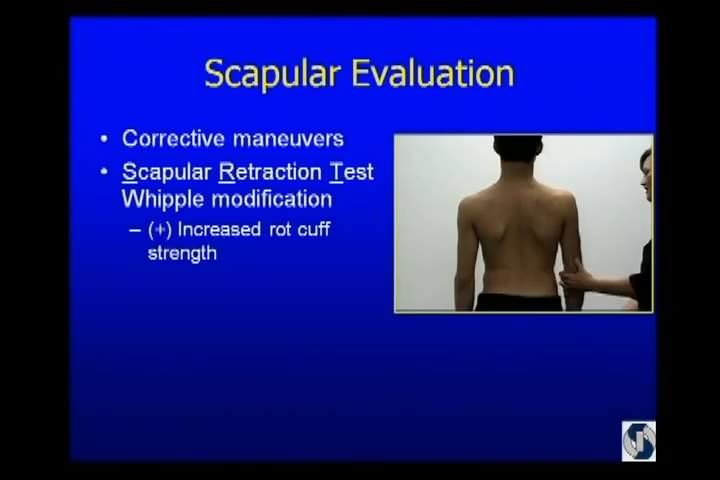 Scapular Evaluation
• Corrective maneuvers
• Scapular Retraction Test
Whipple modification
– (+) Increased rot cuff
strength